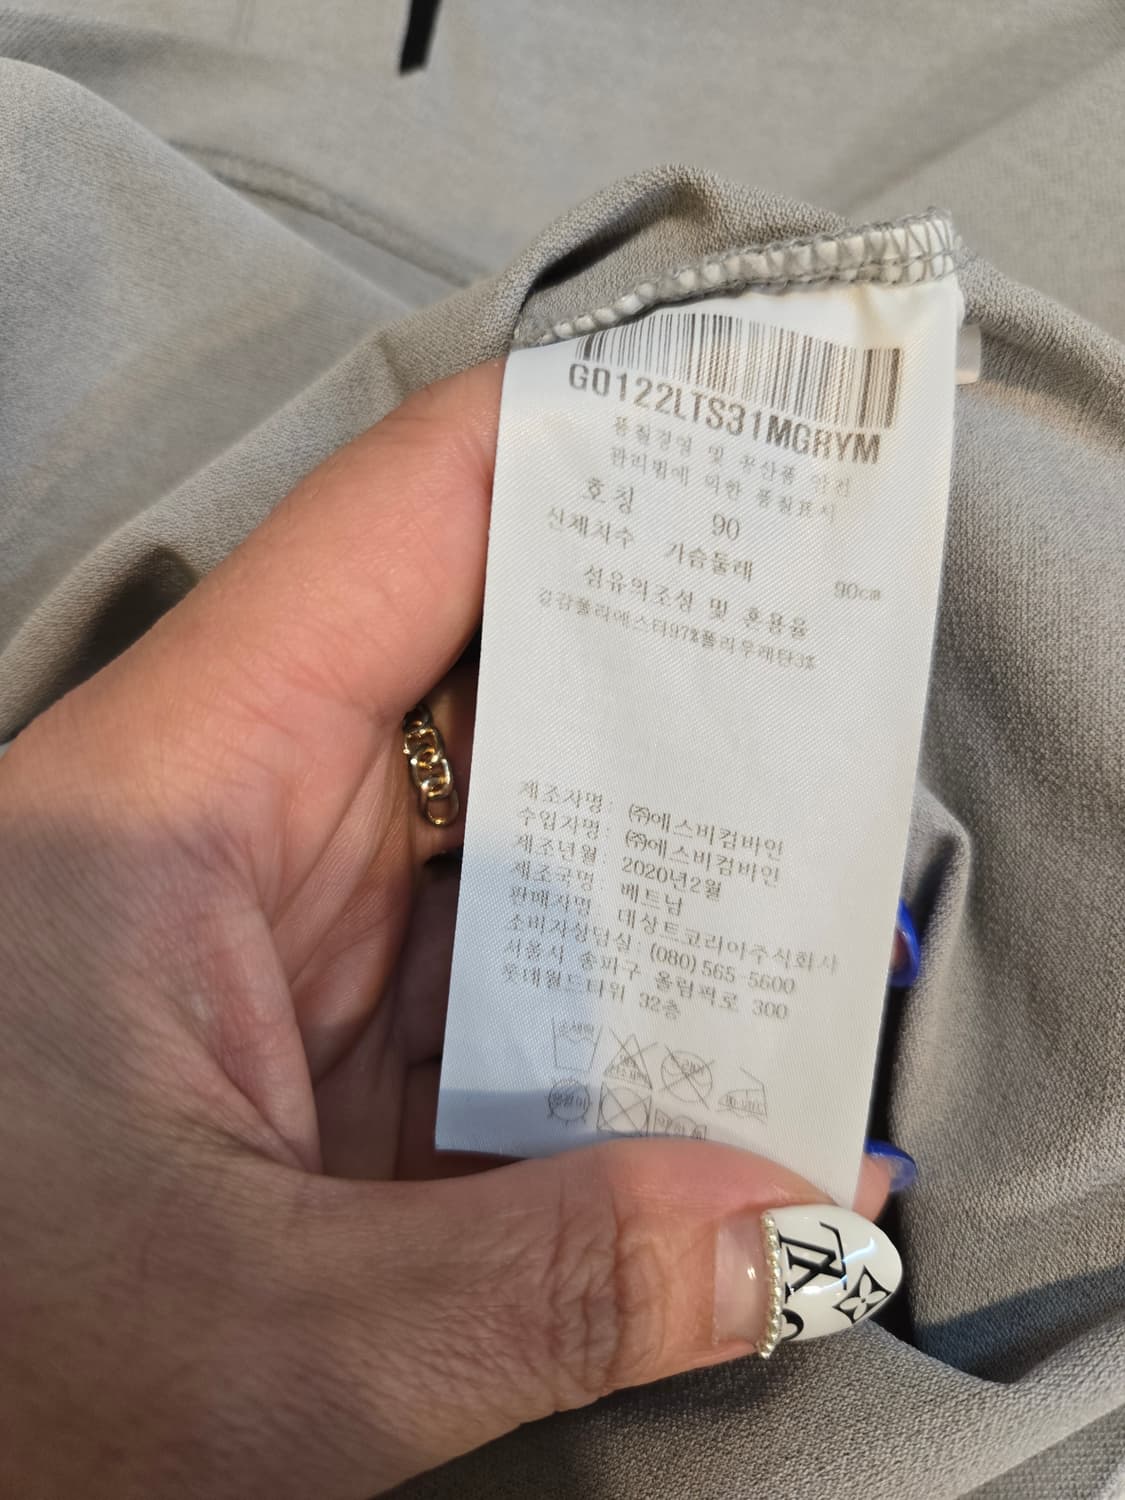 G0122LTS31MGRYM
품질경영 및 공산품 안전
관리법에 의한 품질표시
호칭 90
신체치수 가슴둘레 90cm
섬유의조성 및 혼용율
겉감폴리에스터97%폴리우레탄3%
제조자명: ㈜에스비컴바인
수입자명: ㈜에스비컴바인
제조년월: 2020년2월
제조국명: 베트남
판매자명: 데상트코리아주식회사
소비자상담실: (080)565-5600
서울시 송파구 올림픽로 300
롯데월드타워 32층
손세탁